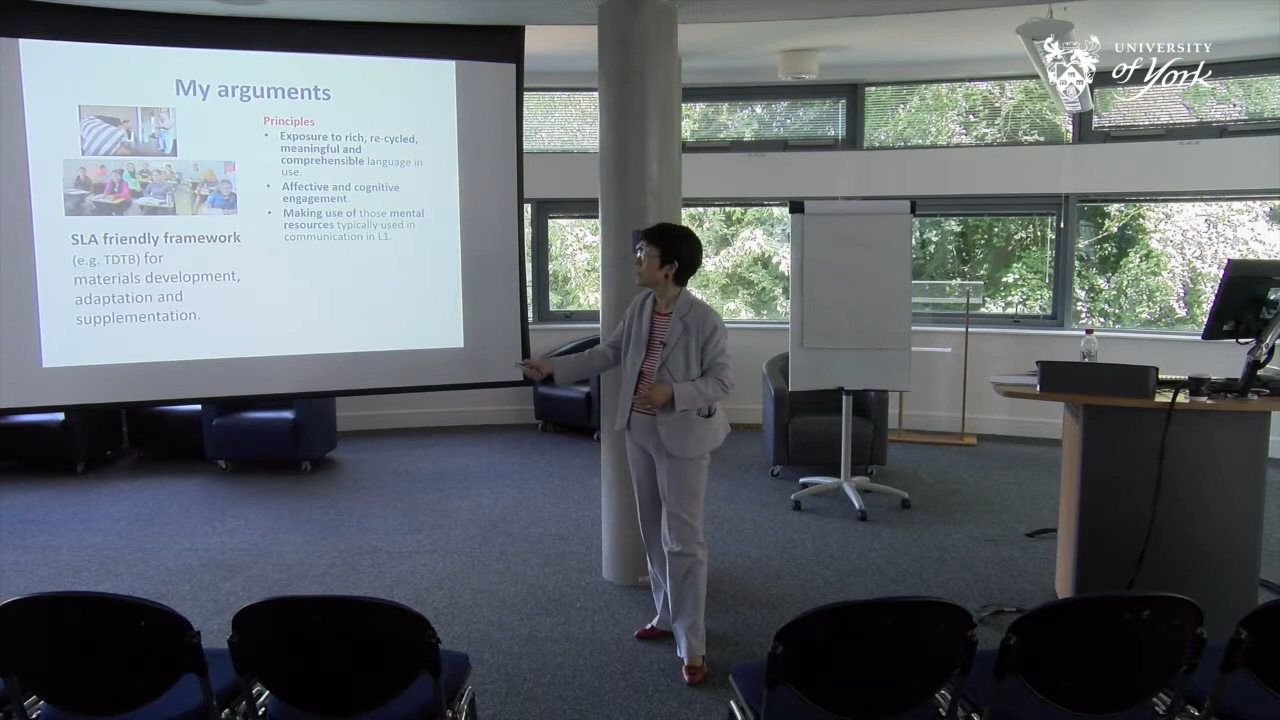 My arguments
Principles
• Exposure to rich, re-cycled,
meaningful and
comprehensible language in
use.
• Affective and cognitive
engagement.
• Making use of those mental
resources typically used in
communication in L1.
SLA friendly framework
(e.g. TDTB) for
materials development,
adaptation and
supplementation.
UNIVERSITY
of York